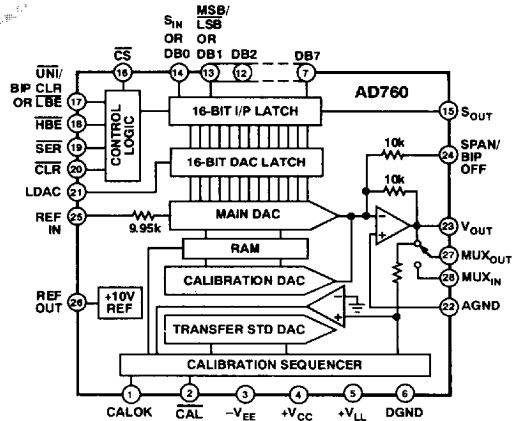 S_IN OR DB0
MSB/LSB OR DB1
DB2
DB7
CS
16
14
13
12
7
AD760
UNI/BIP CLR OR LBE
17
HBE
18
SER
19
CLR
20
LDAC
21
REF IN
25
REF OUT
26
CONTROL LOGIC
16-BIT I/P LATCH
16-BIT DAC LATCH
9.95k
MAIN DAC
RAM
CALIBRATION DAC
+10V REF
TRANSFER STD DAC
CALIBRATION SEQUENCER
10k
10k
−
+
−
+
15
S_OUT
24
SPAN/BIP OFF
23
V_OUT
27
MUX_OUT
28
MUX_IN
22
AGND
1
2
3
4
5
6
CALOK
CAL
−V_EE
+V_CC
+V_LL
DGND